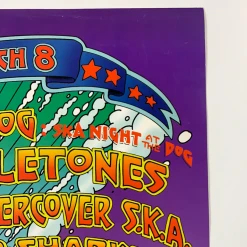 CH 8
OG : SKA NIGHT AT THE DOG
LETONES
ERCOVER S.K.A.